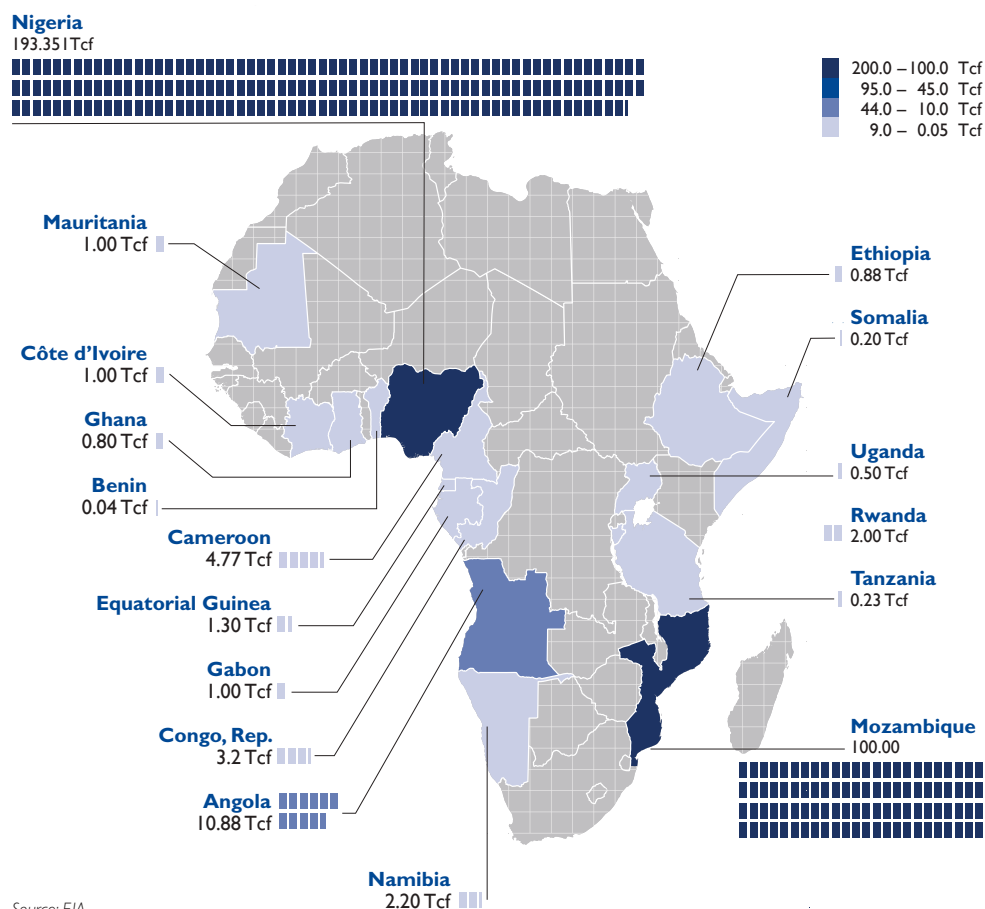 Nigeria
193.351Tcf
200.0 – 100.0 Tcf
95.0 – 45.0 Tcf
44.0 – 10.0 Tcf
9.0 – 0.05 Tcf
Mauritania
1.00 Tcf
Côte d’Ivoire
1.00 Tcf
Ghana
0.80 Tcf
Benin
0.04 Tcf
Cameroon
4.77 Tcf
Equatorial Guinea
1.30 Tcf
Gabon
1.00 Tcf
Congo, Rep.
3.2 Tcf
Angola
10.88 Tcf
Namibia
2.20 Tcf
Ethiopia
0.88 Tcf
Somalia
0.20 Tcf
Uganda
0.50 Tcf
Rwanda
2.00 Tcf
Tanzania
0.23 Tcf
Mozambique
100.00
Source: EIA